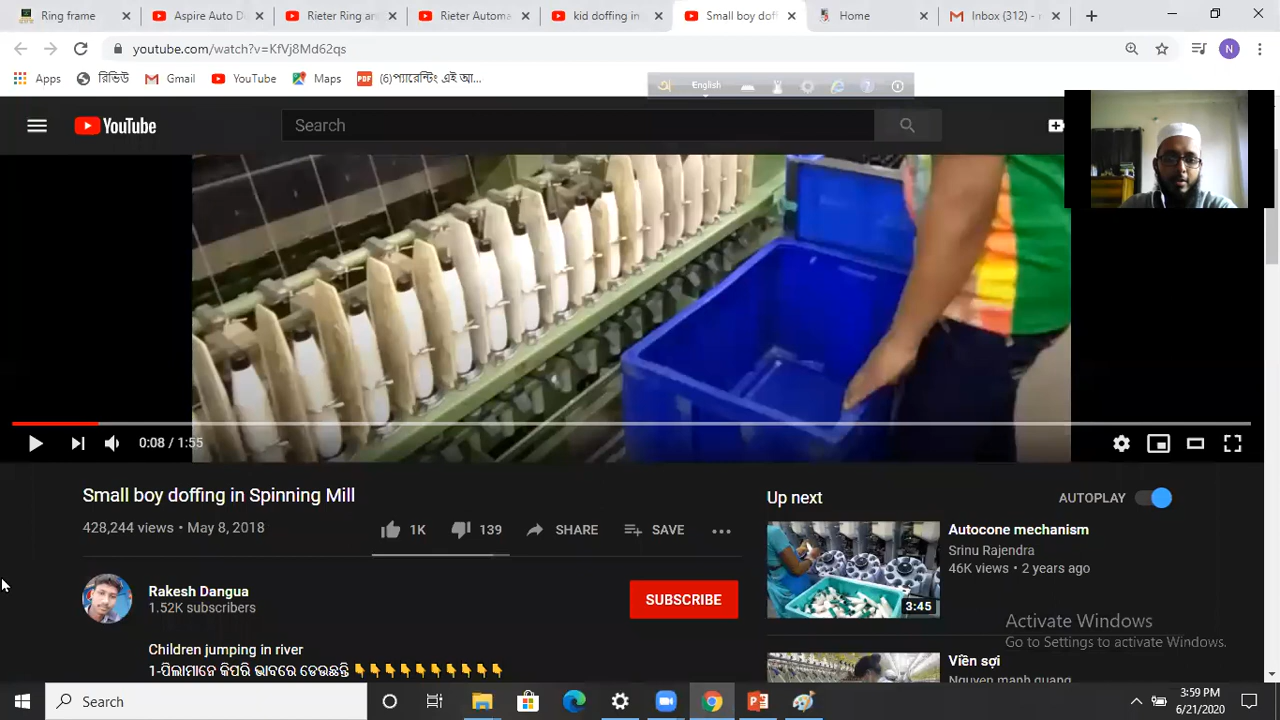 Ring frame
Aspire Auto D
Rieter Ring an
Rieter Automa
kid doffing in
Small boy doff
Home
Inbox (312) -
youtube.com/watch?v=KfVj8Md62qs
N
Apps
রিভিউ
Gmail
YouTube
Maps
PDF
(6)প্যারেন্টিং এই আ...
অ
English
YouTube
Search
0:08 / 1:55
Small boy doffing in Spinning Mill
428,244 views • May 8, 2018
1K
139
SHARE
SAVE
Rakesh Dangua
1.52K subscribers
SUBSCRIBE
Children jumping in river
1-ପିଲାମାନେ କିପରି ଭାବରେ ଡେଉଛନ୍ତି 👇👇👇👇👇👇👇👇👇👇
Up next
AUTOPLAY
3:45
Autocone mechanism
Srinu Rajendra
46K views • 2 years ago
Viền sợi
Nguyen manh quang
Activate Windows
Go to Settings to activate Windows.
Search
3:59 PM
6/21/2020